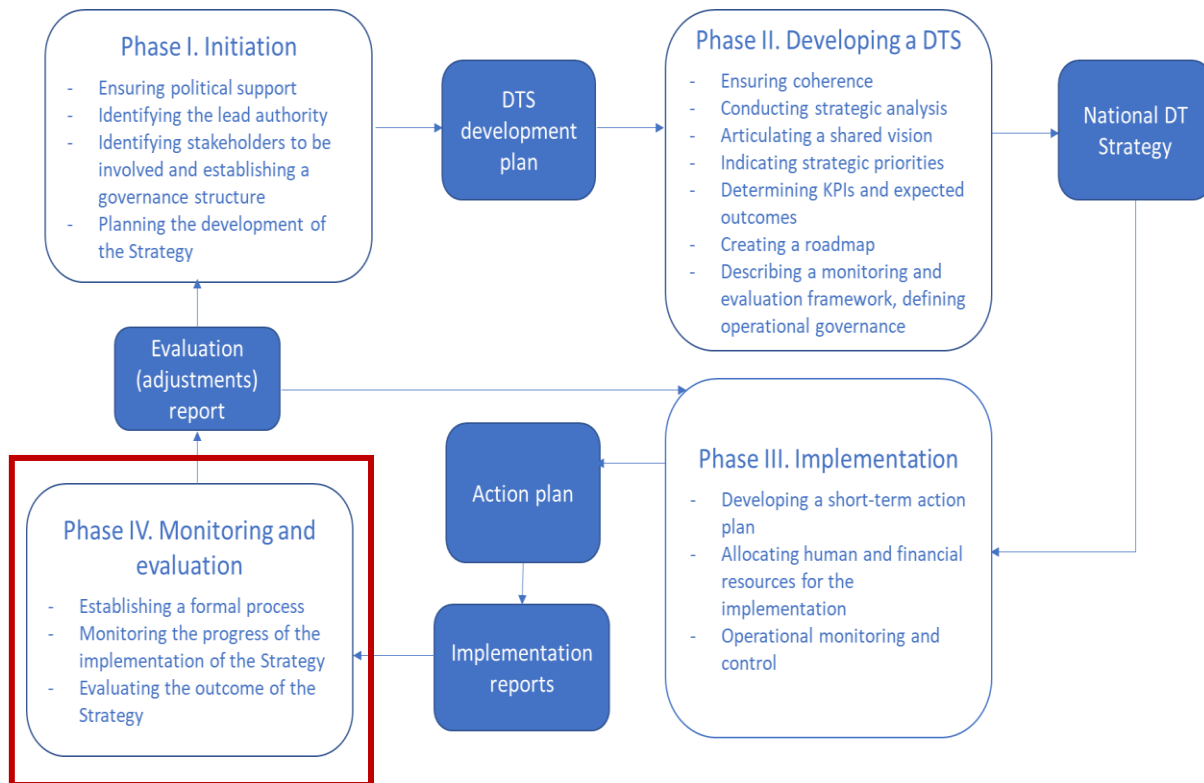 Phase I. Initiation
- Ensuring political support
- Identifying the lead authority
- Identifying stakeholders to be
involved and establishing a
governance structure
- Planning the development of
the Strategy
DTS
development
plan
Phase II. Developing a DTS
- Ensuring coherence
- Conducting strategic analysis
- Articulating a shared vision
- Indicating strategic priorities
- Determining KPIs and expected
outcomes
- Creating a roadmap
- Describing a monitoring and
evaluation framework, defining
operational governance
National DT
Strategy
Evaluation
(adjustments)
report
Phase III. Implementation
- Developing a short-term action
plan
- Allocating human and financial
resources for the
implementation
- Operational monitoring and
control
Action plan
Implementation
reports
Phase IV. Monitoring and
evaluation
- Establishing a formal process
- Monitoring the progress of the
implementation of the Strategy
- Evaluating the outcome of the
Strategy